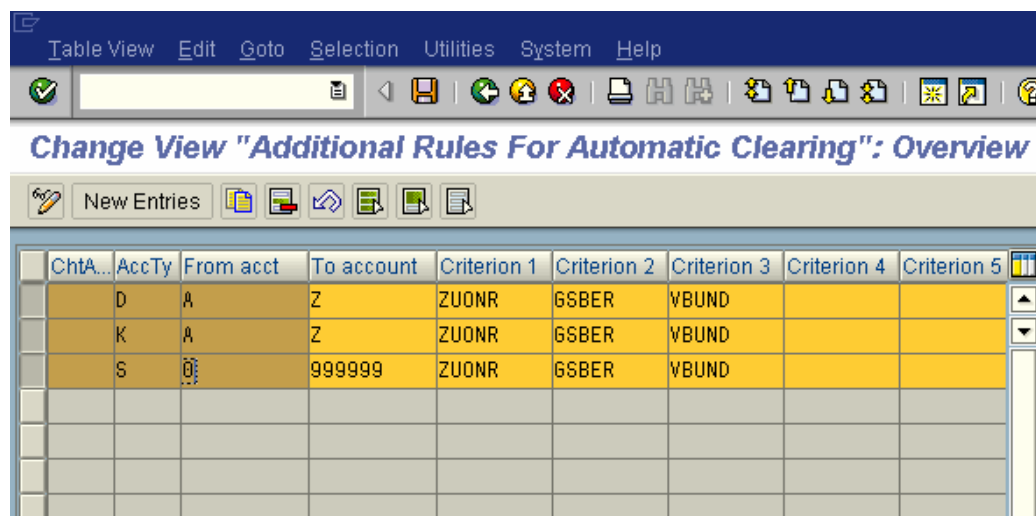 Table View Edit Goto Selection Utilities System Help
Change View "Additional Rules For Automatic Clearing": Overview
New Entries
ChtA... AccTy From acct To account Criterion 1 Criterion 2 Criterion 3 Criterion 4 Criterion 5
D A Z ZUONR GSBER VBUND
K A Z ZUONR GSBER VBUND
S 0 999999 ZUONR GSBER VBUND